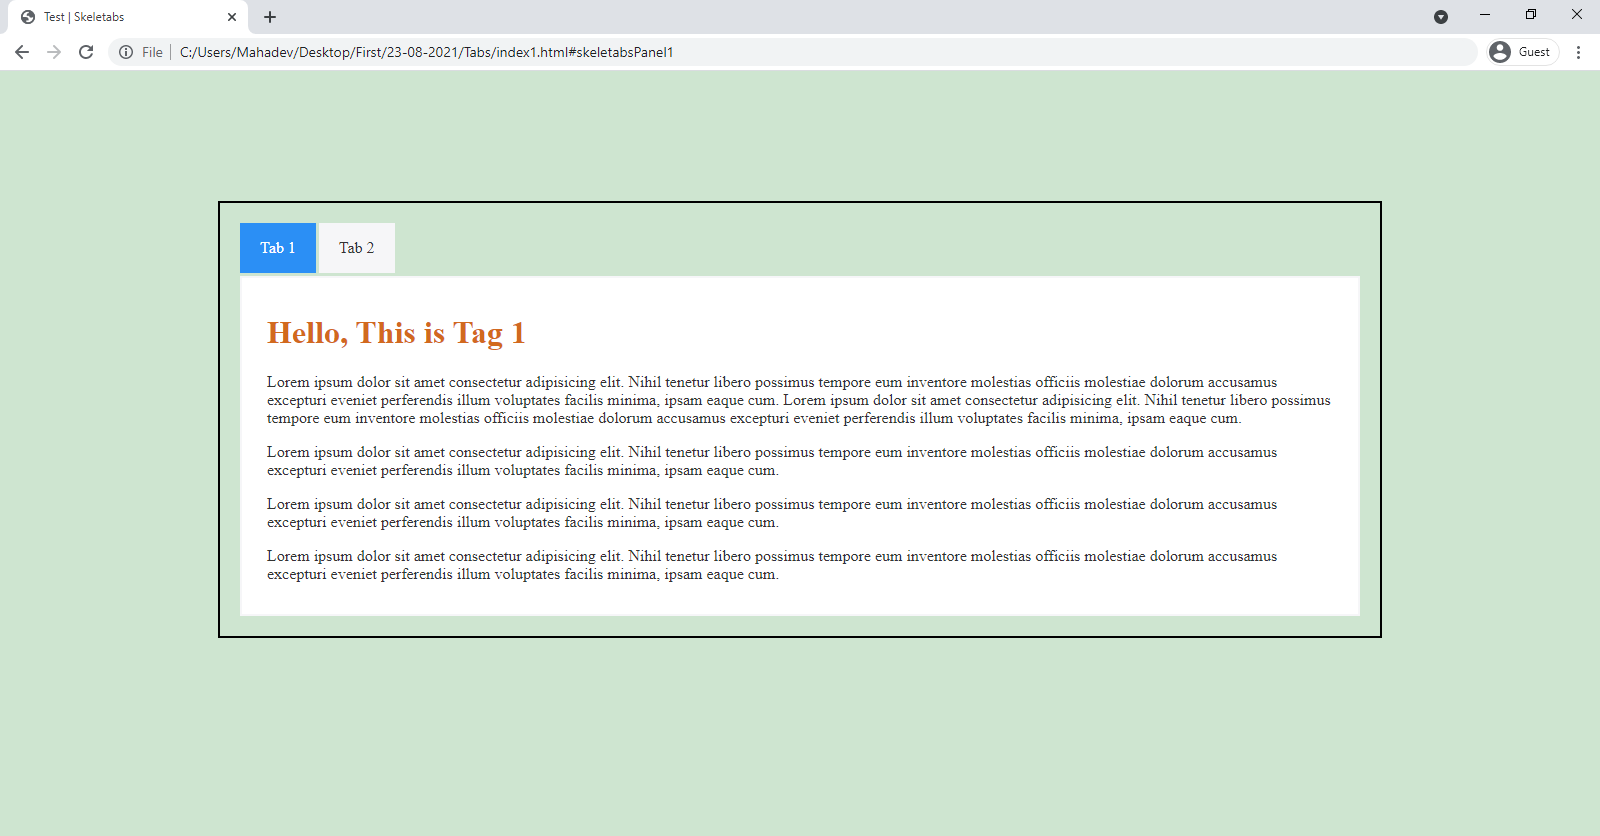 Test | Skeletabs
File | C:/Users/Mahadev/Desktop/First/23-08-2021/Tabs/index1.html#skeletabsPanel1
Guest
Tab 1
Tab 2
Hello, This is Tag 1
Lorem ipsum dolor sit amet consectetur adipisicing elit. Nihil tenetur libero possimus tempore eum inventore molestias officiis molestiae dolorum accusamus
excepturi eveniet perferendis illum voluptates facilis minima, ipsam eaque cum. Lorem ipsum dolor sit amet consectetur adipisicing elit. Nihil tenetur libero possimus
tempore eum inventore molestias officiis molestiae dolorum accusamus excepturi eveniet perferendis illum voluptates facilis minima, ipsam eaque cum.
Lorem ipsum dolor sit amet consectetur adipisicing elit. Nihil tenetur libero possimus tempore eum inventore molestias officiis molestiae dolorum accusamus
excepturi eveniet perferendis illum voluptates facilis minima, ipsam eaque cum.
Lorem ipsum dolor sit amet consectetur adipisicing elit. Nihil tenetur libero possimus tempore eum inventore molestias officiis molestiae dolorum accusamus
excepturi eveniet perferendis illum voluptates facilis minima, ipsam eaque cum.
Lorem ipsum dolor sit amet consectetur adipisicing elit. Nihil tenetur libero possimus tempore eum inventore molestias officiis molestiae dolorum accusamus
excepturi eveniet perferendis illum voluptates facilis minima, ipsam eaque cum.